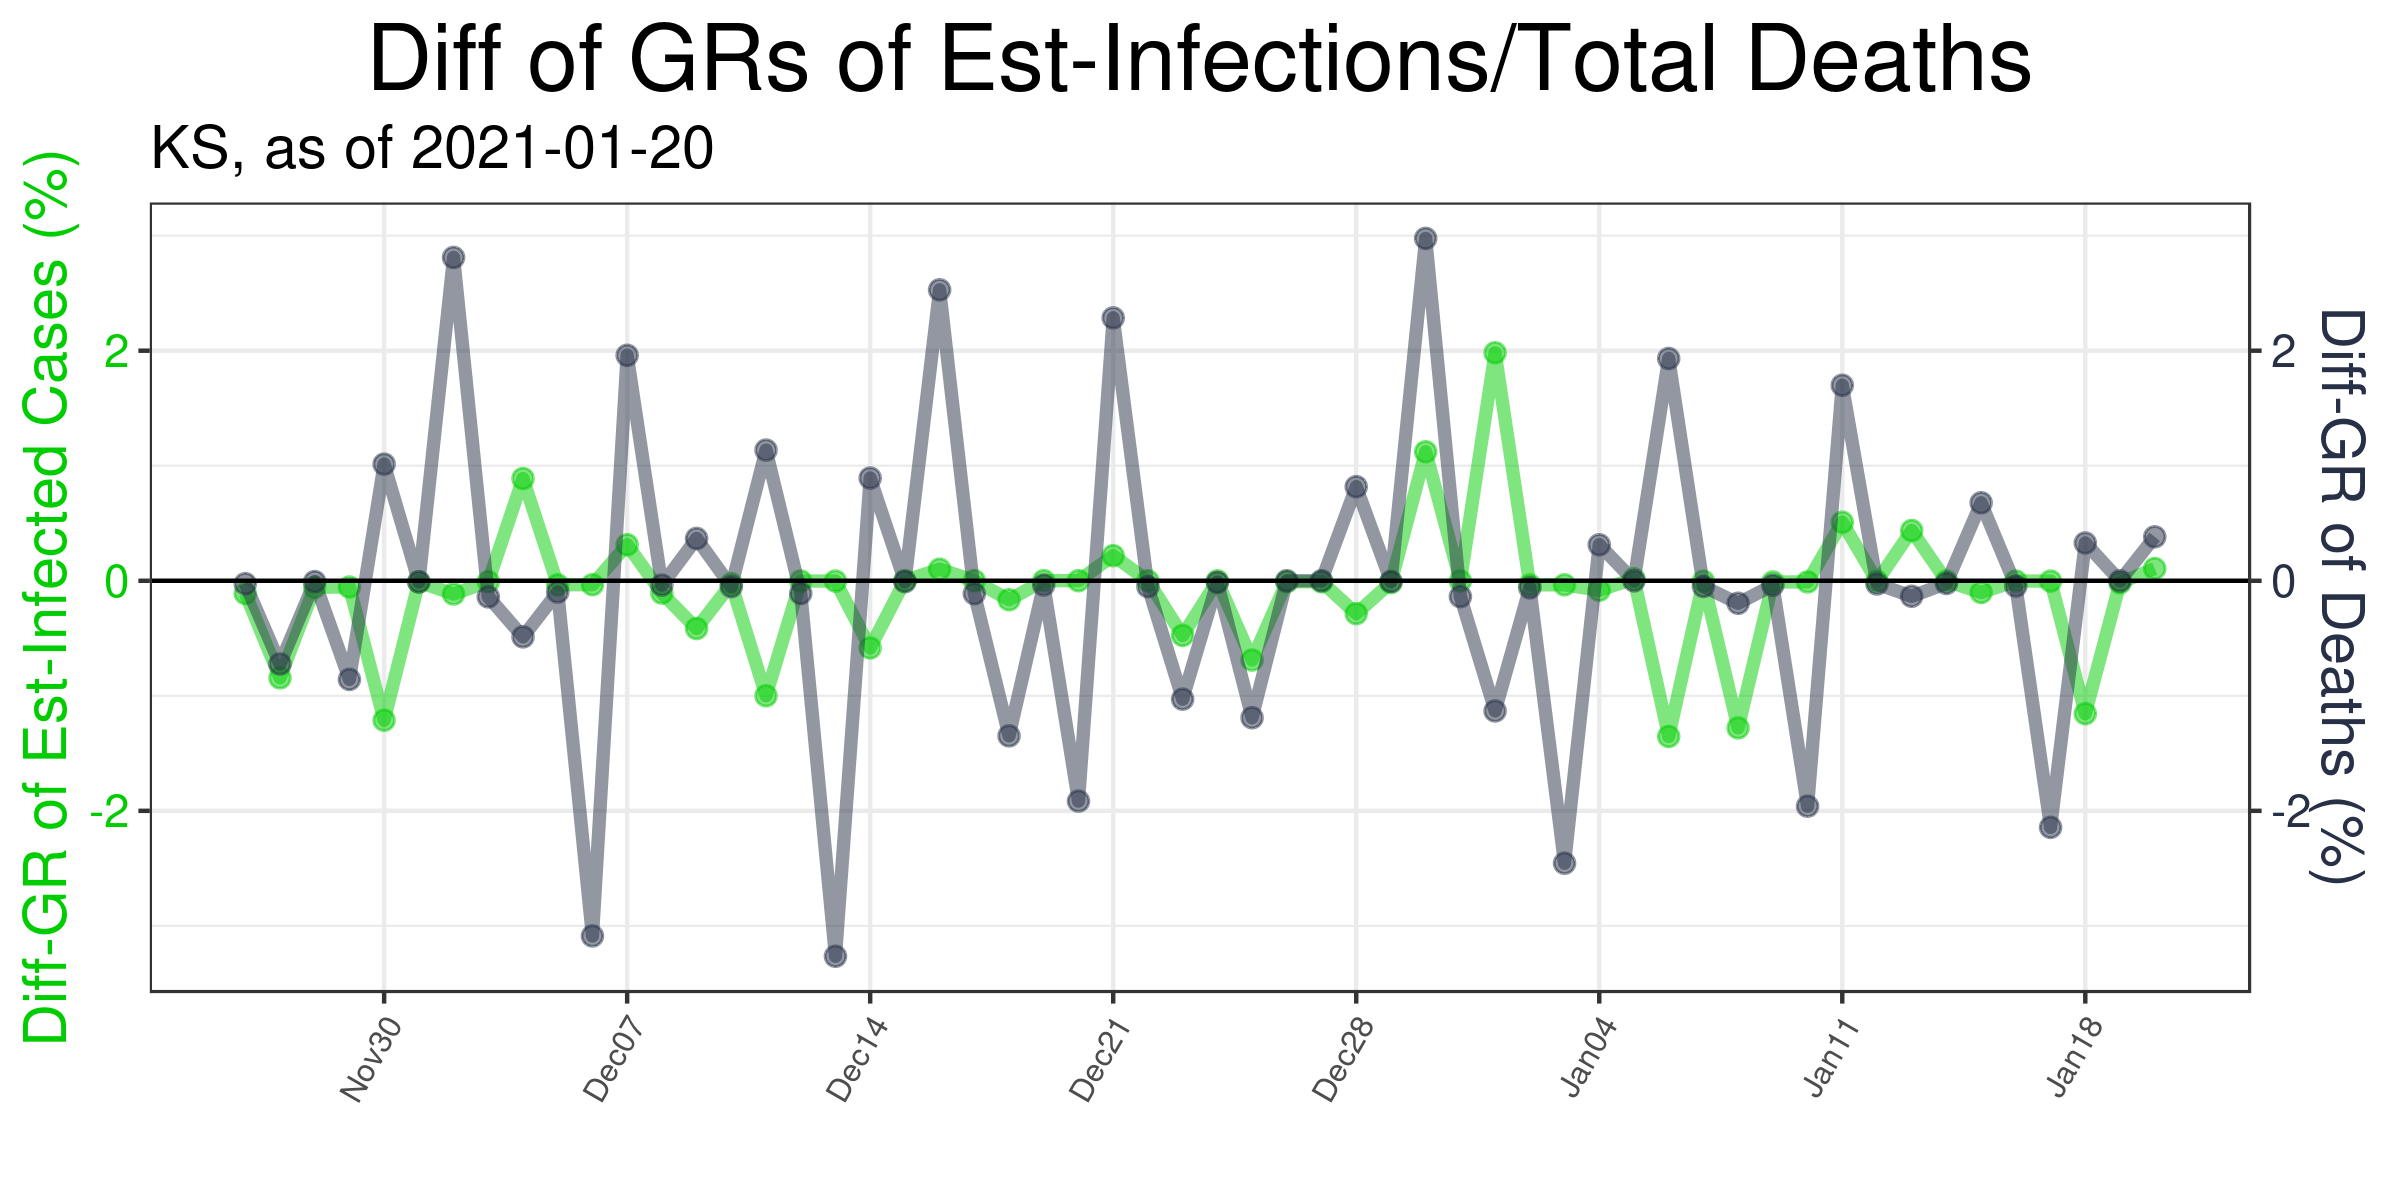 Diff of GRs of Est-Infections/Total Deaths
KS, as of 2021-01-20
Diff-GR of Est-Infected Cases (%)
2
0
-2
2
0
-2
Diff-GR of Deaths (%)
Nov30
Dec07
Dec14
Dec21
Dec28
Jan04
Jan11
Jan18